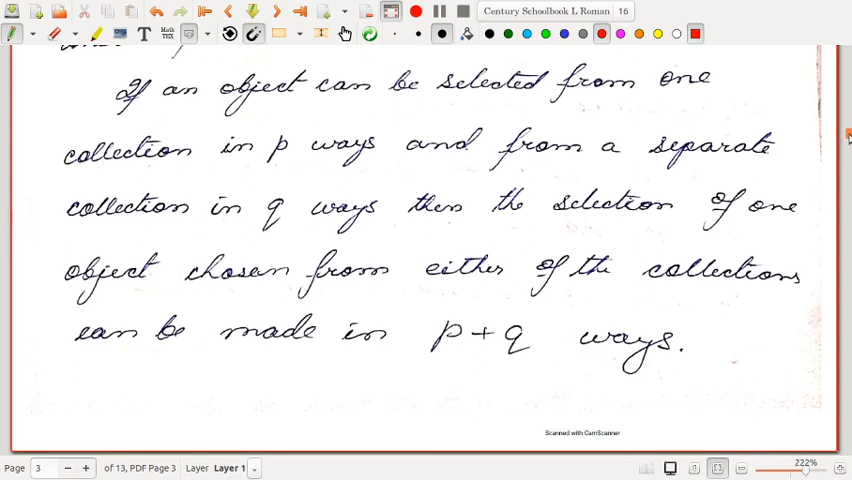 Century Schoolbook L Roman 16
If an object can be selected from one
collection in p ways and from a separate
collection in q ways then the selection of one
object chosen from either of the collections
can be made in p + q ways.
Scanned with CamScanner
Page 3 of 13, PDF Page 3 Layer Layer 1 222%